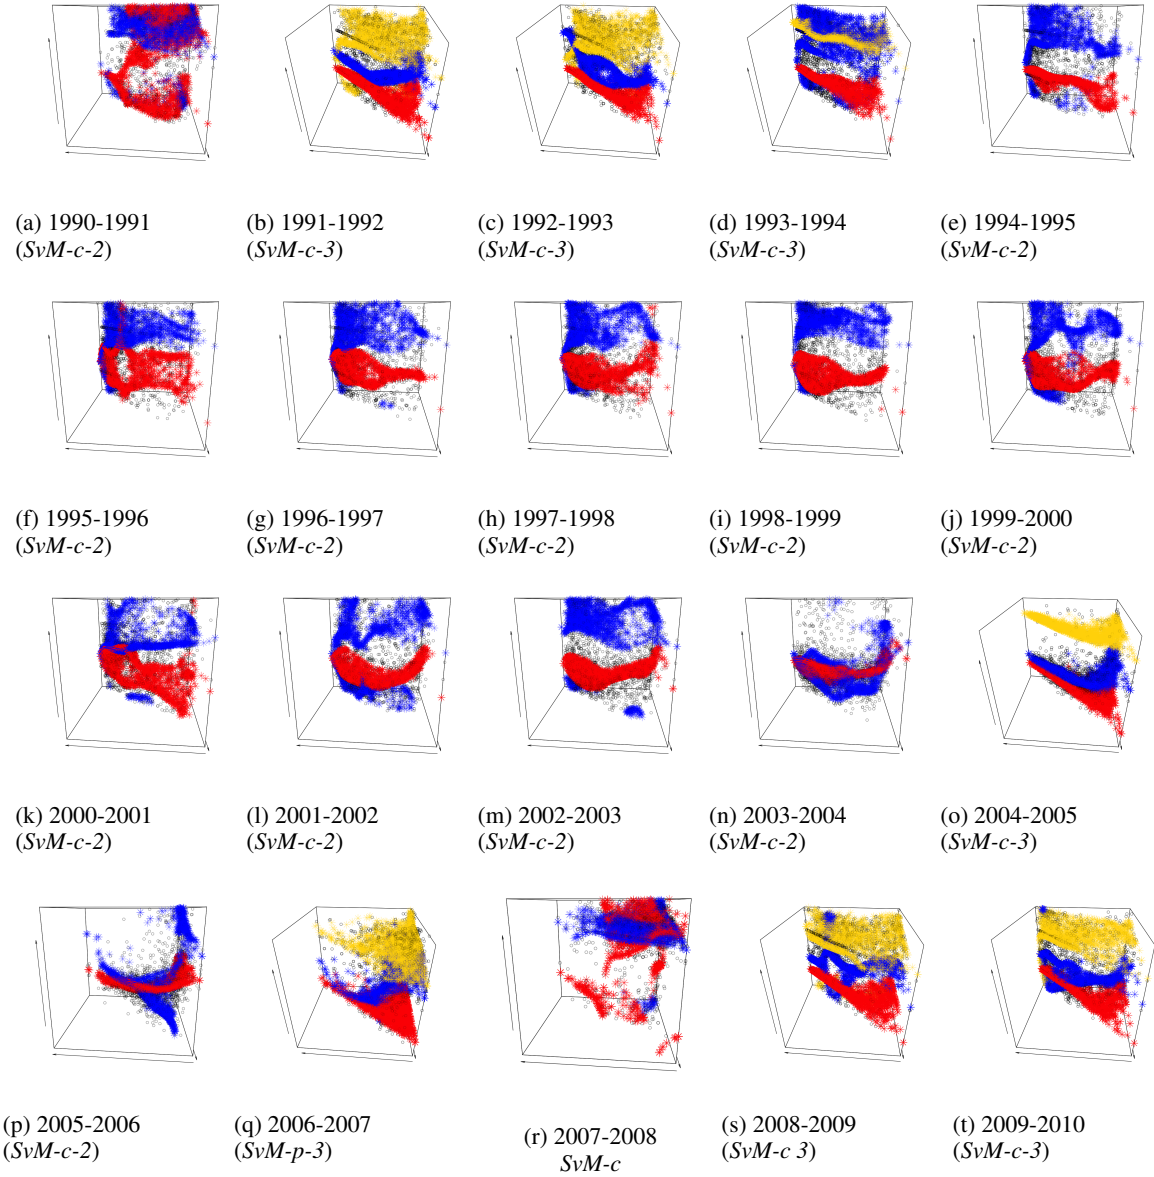 (a) 1990-1991
(SvM-c-2)
(b) 1991-1992
(SvM-c-3)
(c) 1992-1993
(SvM-c-3)
(d) 1993-1994
(SvM-c-3)
(e) 1994-1995
(SvM-c-2)
(f) 1995-1996
(SvM-c-2)
(g) 1996-1997
(SvM-c-2)
(h) 1997-1998
(SvM-c-2)
(i) 1998-1999
(SvM-c-2)
(j) 1999-2000
(SvM-c-2)
(k) 2000-2001
(SvM-c-2)
(l) 2001-2002
(SvM-c-2)
(m) 2002-2003
(SvM-c-2)
(n) 2003-2004
(SvM-c-2)
(o) 2004-2005
(SvM-c-3)
(p) 2005-2006
(SvM-c-2)
(q) 2006-2007
(SvM-p-3)
(r) 2007-2008
SvM-c
(s) 2008-2009
(SvM-c 3)
(t) 2009-2010
(SvM-c-3)